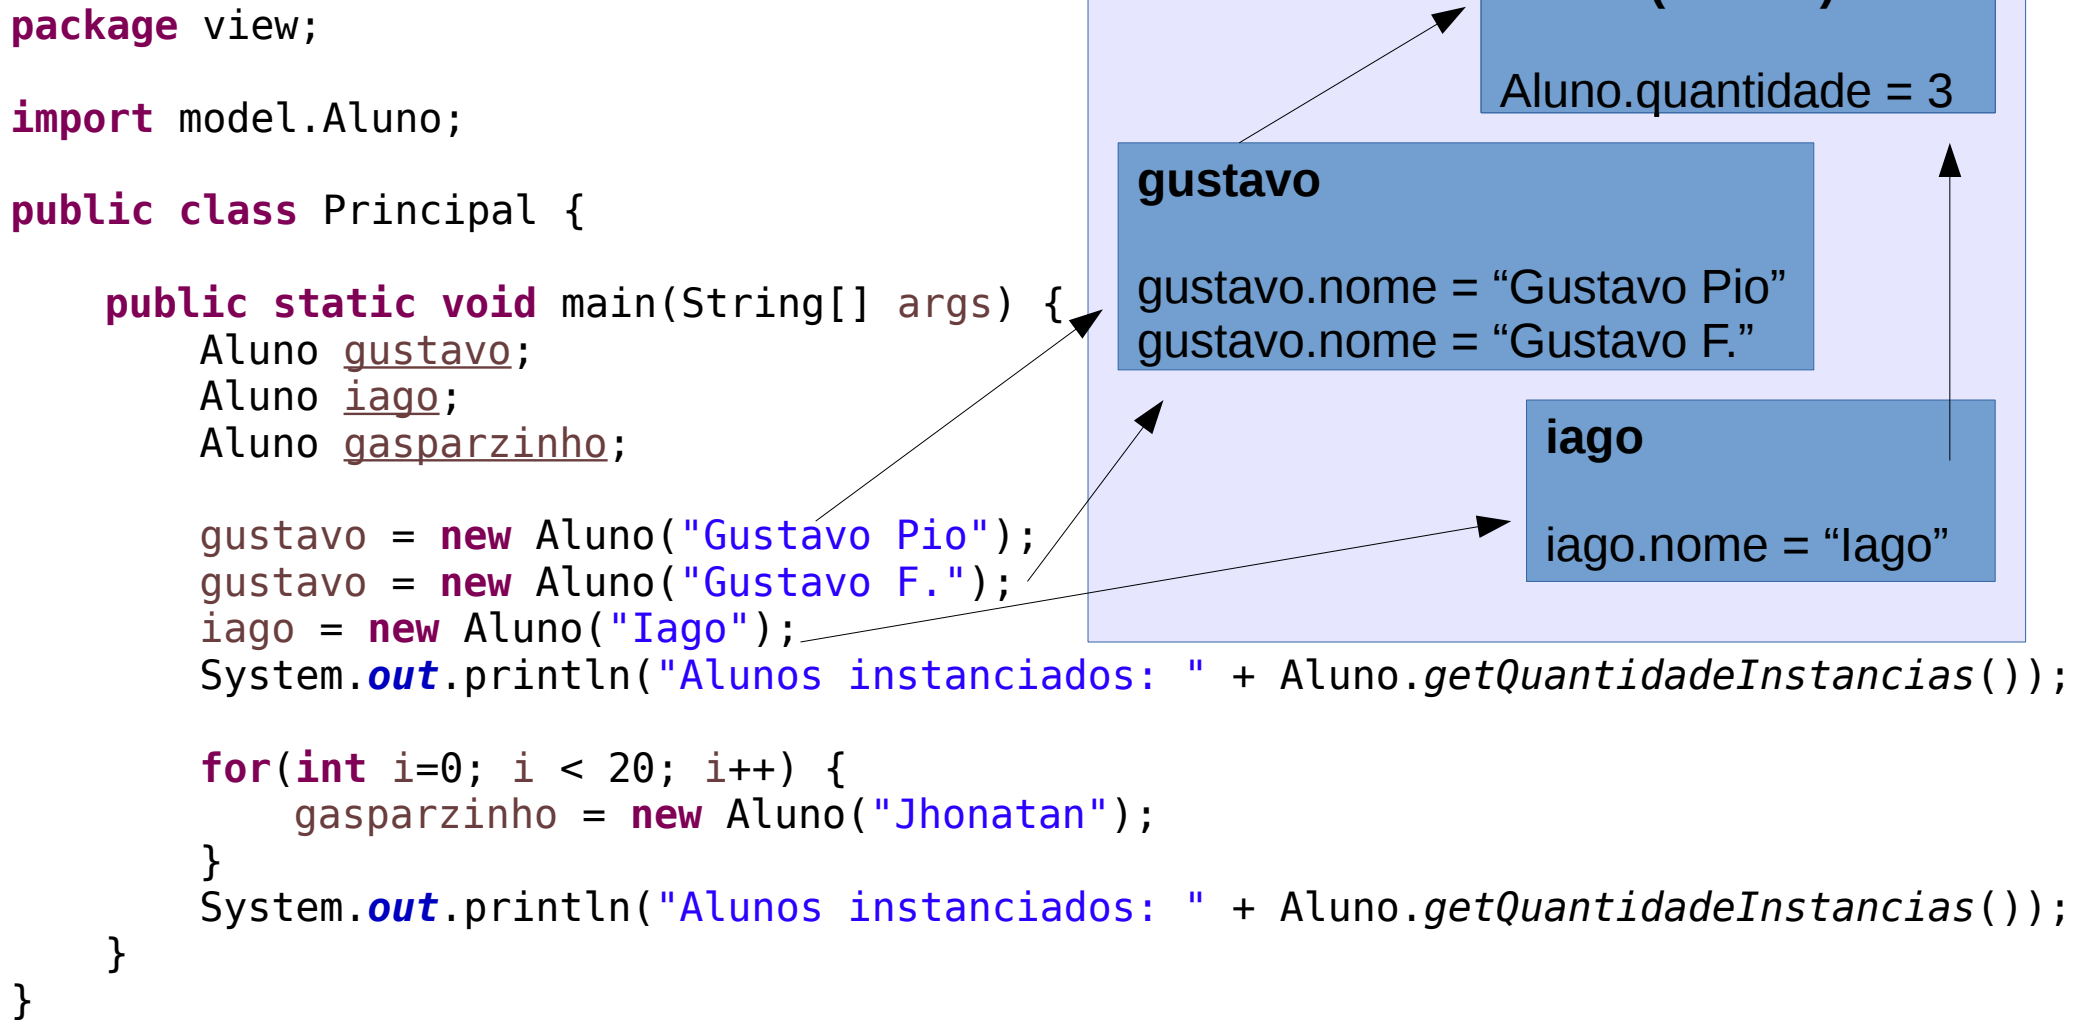 package view;
import model.Aluno;
public class Principal {
public static void main(String[] args) {
Aluno gustavo;
Aluno iago;
Aluno gasparzinho;
gustavo = new Aluno("Gustavo Pio");
gustavo = new Aluno("Gustavo F.");
iago = new Aluno("Iago");
System.out.println("Alunos instanciados: " + Aluno.getQuantidadeInstancias());
for(int i=0; i < 20; i++) {
gasparzinho = new Aluno("Jhonatan");
}
System.out.println("Alunos instanciados: " + Aluno.getQuantidadeInstancias());
}
}
Aluno.quantidade = 3
gustavo
gustavo.nome = “Gustavo Pio”
gustavo.nome = “Gustavo F.”
iago
iago.nome = “Iago”